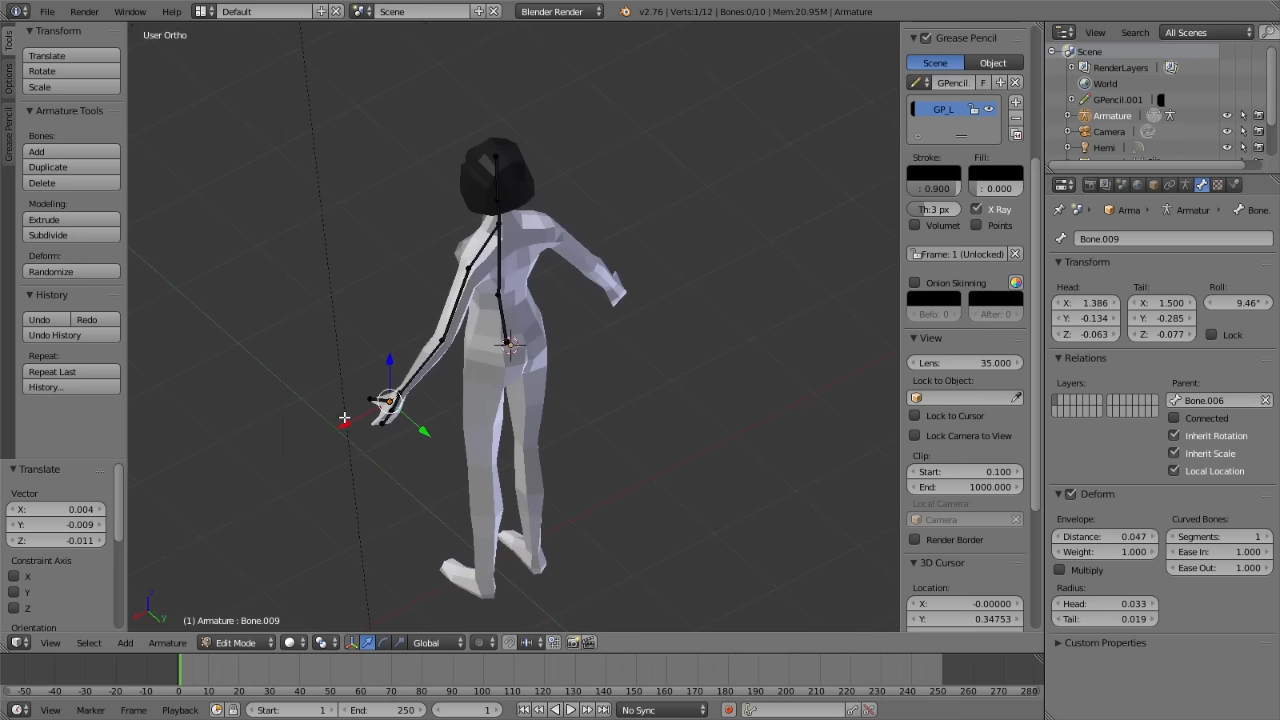 File Render Window Help Default Scene Blender Render v2.76 | Verts:1/12 | Bones:0/10 | Mem:20.95M | Armature
Tools
Options
Grease Pencil
Transform
Translate
Rotate
Scale
Armature Tools
Bones:
Add
Duplicate
Delete
Modeling:
Extrude
Subdivide
Deform:
Randomize
History
Undo Redo
Undo History
Repeat:
Repeat Last
History...
Translate
Vector
X: 0.004
Y: -0.009
Z: -0.011
Constraint Axis
X
Y
Z
Orientation
User Ortho
(1) Armature : Bone.009
View Select Add Armature Edit Mode Global
Grease Pencil
Scene Object
GPencil. F
GP_L
Stroke: Fill:
: 0.900 : 0.000
Th:3 px X Ray
Volumet Points
Frame: 1 (Unlocked)
Onion Skinning
Befo: 0 After: 0
View
Lens: 35.000
Lock to Object:
Lock to Cursor
Lock Camera to View
Clip:
Start: 0.100
End: 1000.000
Local Camera:
Camera
Render Border
3D Cursor
Location:
X: -0.00000
Y: 0.34753
View Search All Scenes
Scene
RenderLayers
World
GPencil.001
Armature
Camera
Hemi
Arma Armatur Bone.
Bone.009
Transform
Head: Tail: Roll:
X: 1.386 X: 1.500 9.46°
Y: -0.134 Y: -0.285
Z: -0.063 Z: -0.077 Lock
Relations
Layers: Parent:
Bone.006
Connected
Inherit Rotation
Inherit Scale
Local Location
Deform
Envelope: Curved Bones:
Distance: 0.047 Segments: 1
Weight: 1.000 Ease In: 1.000
Multiply Ease Out: 1.000
Radius:
Head: 0.033
Tail: 0.019
Custom Properties
-50 -40 -30 -20 -10 0 10 20 30 40 50 60 70 80 90 100 110 120 130 140 150 160 170 180 190 200 210 220 230 240 250 260 270 280
View Marker Frame Playback Start: 1 End: 250 1 No Sync
x
y
z